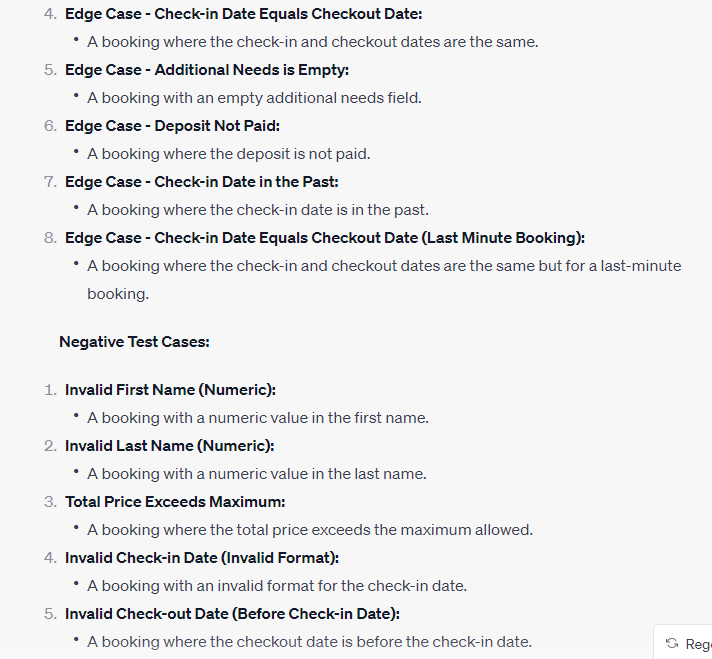 4. Edge Case - Check-in Date Equals Checkout Date:
• A booking where the check-in and checkout dates are the same.
5. Edge Case - Additional Needs is Empty:
• A booking with an empty additional needs field.
6. Edge Case - Deposit Not Paid:
• A booking where the deposit is not paid.
7. Edge Case - Check-in Date in the Past:
• A booking where the check-in date is in the past.
8. Edge Case - Check-in Date Equals Checkout Date (Last Minute Booking):
• A booking where the check-in and checkout dates are the same but for a last-minute
booking.
Negative Test Cases:
1. Invalid First Name (Numeric):
• A booking with a numeric value in the first name.
2. Invalid Last Name (Numeric):
• A booking with a numeric value in the last name.
3. Total Price Exceeds Maximum:
• A booking where the total price exceeds the maximum allowed.
4. Invalid Check-in Date (Invalid Format):
• A booking with an invalid format for the check-in date.
5. Invalid Check-out Date (Before Check-in Date):
• A booking where the checkout date is before the check-in date.